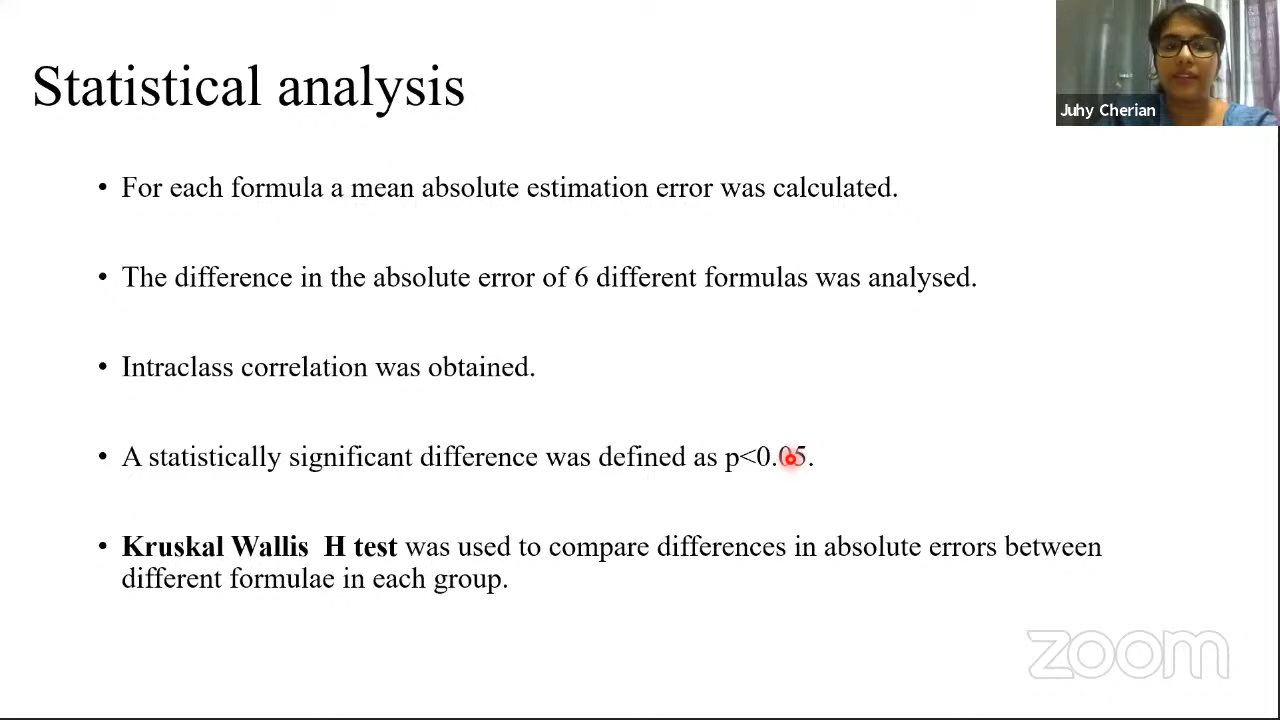 Statistical analysis
Juhy Cherian
• For each formula a mean absolute estimation error was calculated.
• The difference in the absolute error of 6 different formulas was analysed.
• Intraclass correlation was obtained.
• A statistically significant difference was defined as p<0.05.
• Kruskal Wallis H test was used to compare differences in absolute errors between
different formulae in each group.
zoom